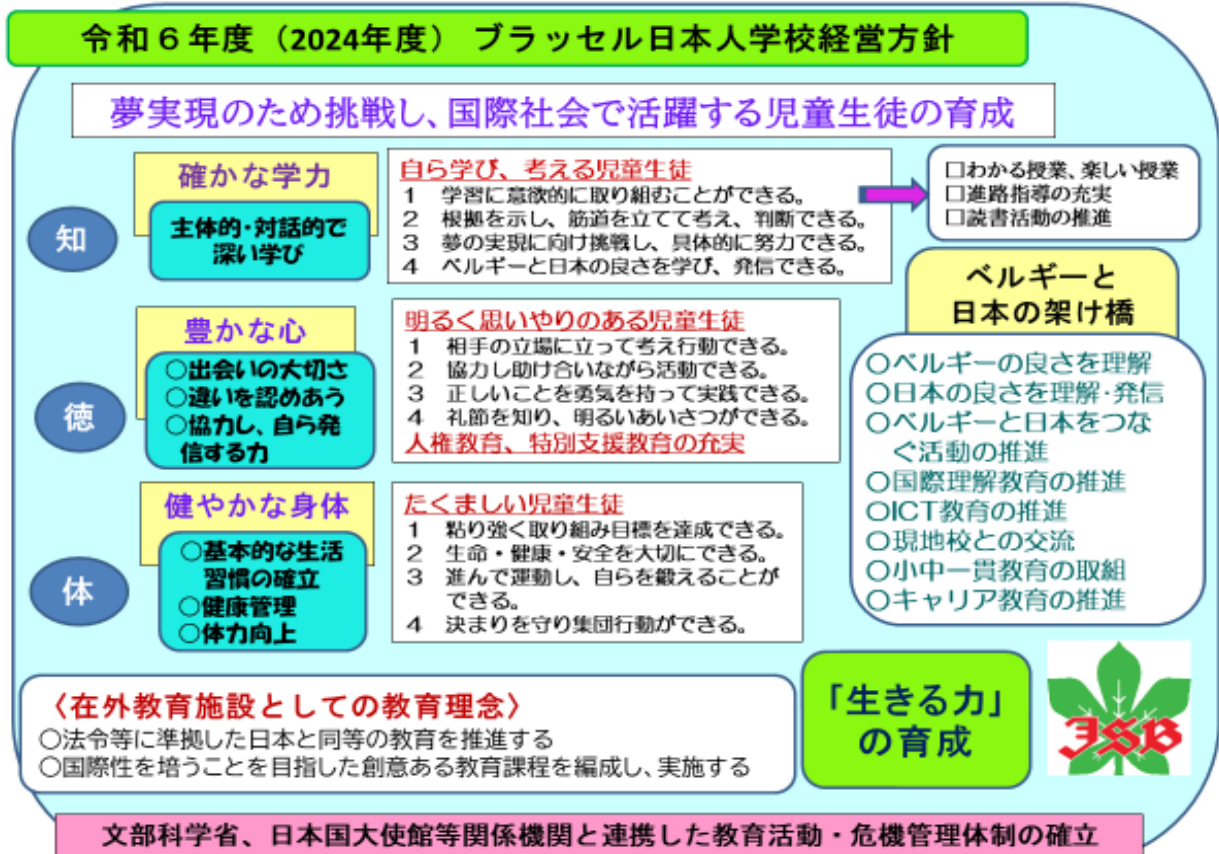 令和６年度（2024年度） ブラッセル日本人学校経営方針
夢実現のため挑戦し、国際社会で活躍する児童生徒の育成
知
確かな学力
主体的・対話的で
深い学び
自ら学び、考える児童生徒
1 学習に意欲的に取り組むことができる。
2 根拠を示し、筋道を立てて考え、判断できる。
3 夢の実現に向け挑戦し、具体的に努力できる。
4 ベルギーと日本の良さを学び、発信できる。
□わかる授業、楽しい授業
□進路指導の充実
□読書活動の推進
徳
豊かな心
○出会いの大切さ
○違いを認めあう
○協力し、自ら発
信する力
明るく思いやりのある児童生徒
1 相手の立場に立って考え行動できる。
2 協力し助け合いながら活動できる。
3 正しいことを勇気を持って実践できる。
4 礼節を知り、明るいあいさつができる。
人権教育、特別支援教育の充実
体
健やかな身体
○基本的な生活
習慣の確立
○健康管理
○体力向上
たくましい児童生徒
1 粘り強く取り組み目標を達成できる。
2 生命・健康・安全を大切にできる。
3 進んで運動し、自らを鍛えることが
できる。
4 決まりを守り集団行動ができる。
ベルギーと
日本の架け橋
○ベルギーの良さを理解
○日本の良さを理解・発信
○ベルギーと日本をつな
ぐ活動の推進
○国際理解教育の推進
○ICT教育の推進
○現地校との交流
○小中一貫教育の取組
○キャリア教育の推進
〈在外教育施設としての教育理念〉
○法令等に準拠した日本と同等の教育を推進する
○国際性を培うことを目指した創意ある教育課程を編成し、実施する
「生きる力」
の育成
JSB
文部科学省、日本国大使館等関係機関と連携した教育活動・危機管理体制の確立